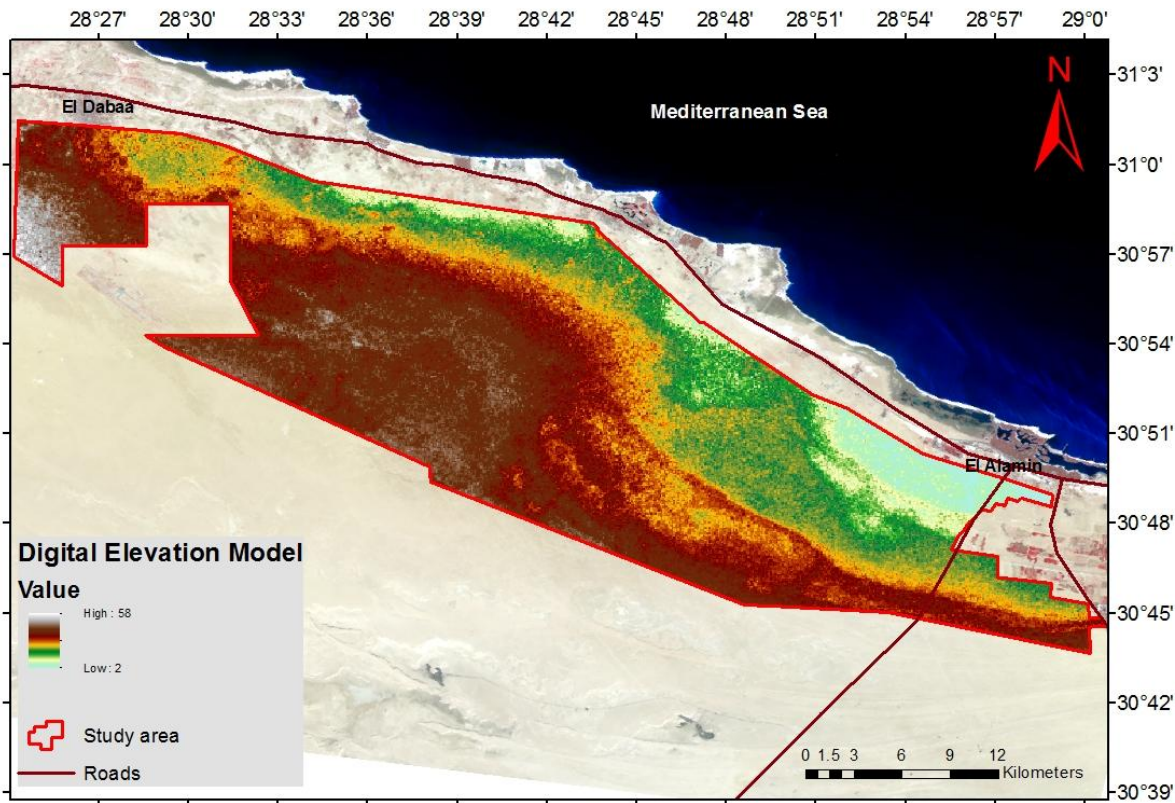 28°27' 28°30' 28°33' 28°36' 28°39' 28°42' 28°45' 28°48' 28°51' 28°54' 28°57' 29°0'
31°3'
N
El Dabaa
Mediterranean Sea
31°0'
30°57'
30°54'
30°51'
El Alamin
30°48'
Digital Elevation Model
Value
High : 58
30°45'
Low : 2
30°42'
Study area
0 1.5 3 6 9 12
Kilometers
Roads
30°39'